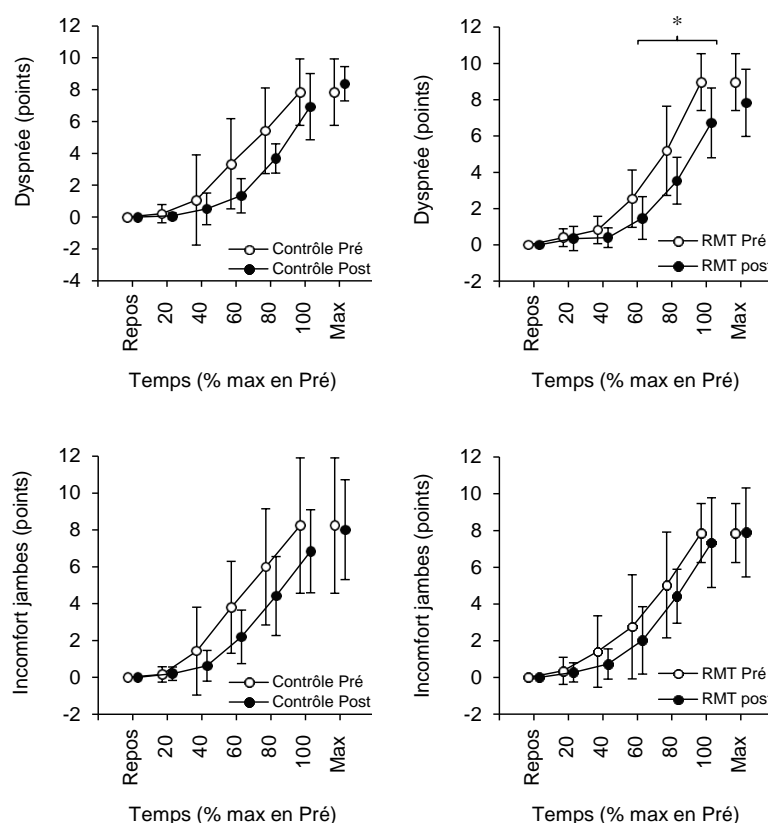 12
10
8
6
4
2
0
-2
-4
Dyspnée (points)
Contrôle Pré
Contrôle Post
Repos
20
40
60
80
100
Max
Temps (% max en Pré)
*
12
10
8
6
4
2
0
-2
Dyspnée (points)
RMT Pré
RMT post
Repos
20
40
60
80
100
Max
Temps (% max en Pré)
12
10
8
6
4
2
0
-2
Incomfort jambes (points)
Contrôle Pré
Contrôle Post
Repos
20
40
60
80
100
Max
Temps (% max en Pré)
12
10
8
6
4
2
0
-2
Incomfort jambes (points)
RMT Pré
RMT post
Repos
20
40
60
80
100
Max
Temps (% max en Pré)